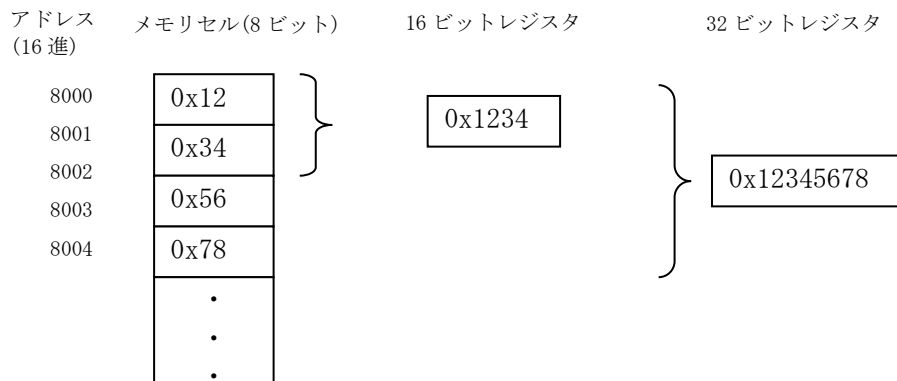 アドレス
(16 進)
メモリセル(8 ビット)
16 ビットレジスタ
32 ビットレジスタ
8000
8001
8002
8003
8004
0x12
0x34
0x56
0x78
・
・
・
0x1234
0x12345678